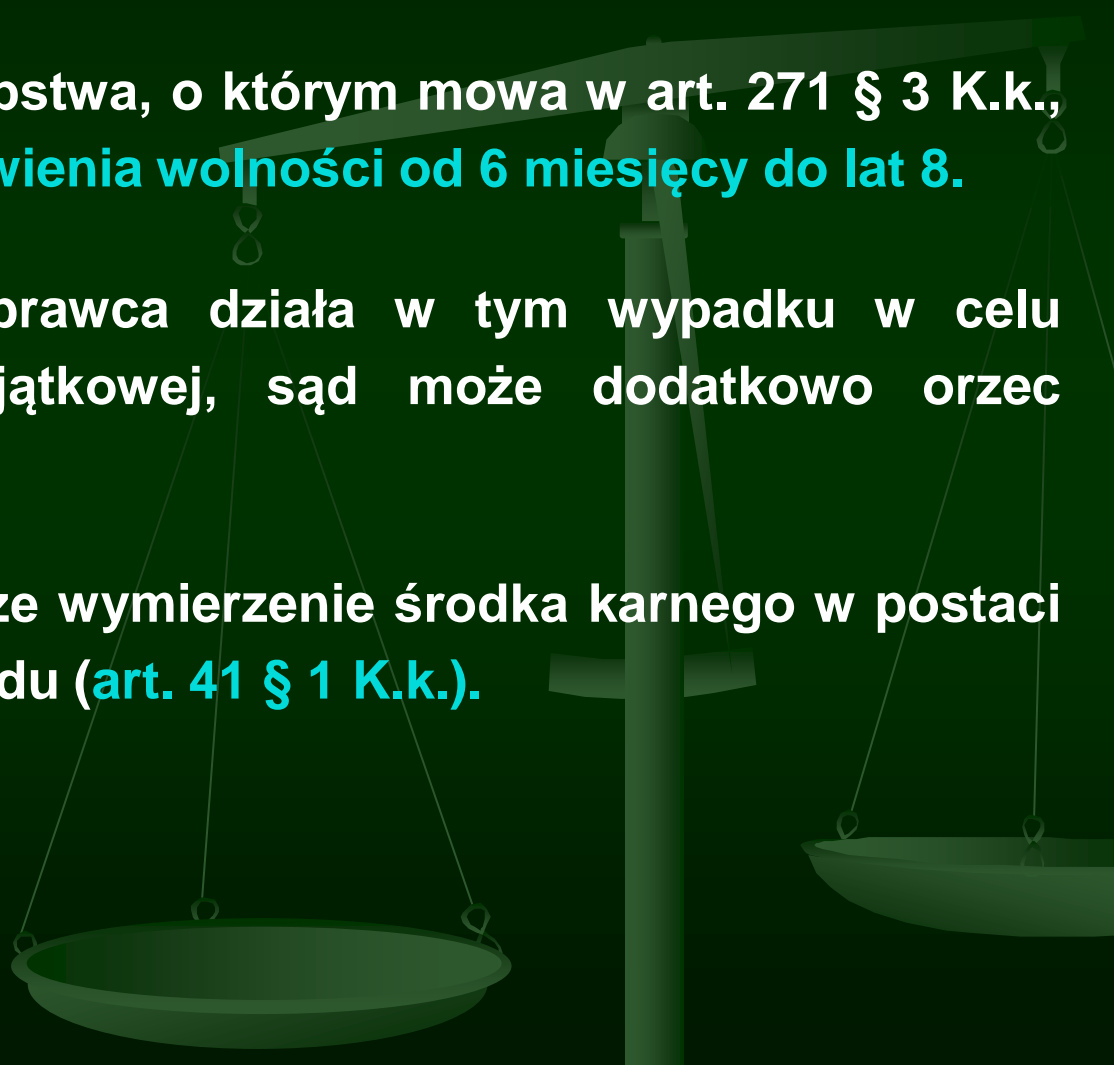 pstwa, o którym mowa w art. 271 § 3 K.k.,
wienia wolności od 6 miesięcy do lat 8.
prawca działa w tym wypadku w celu
jątkowej, sąd może dodatkowo orzec
ze wymierzenie środka karnego w postaci
du (art. 41 § 1 K.k.).